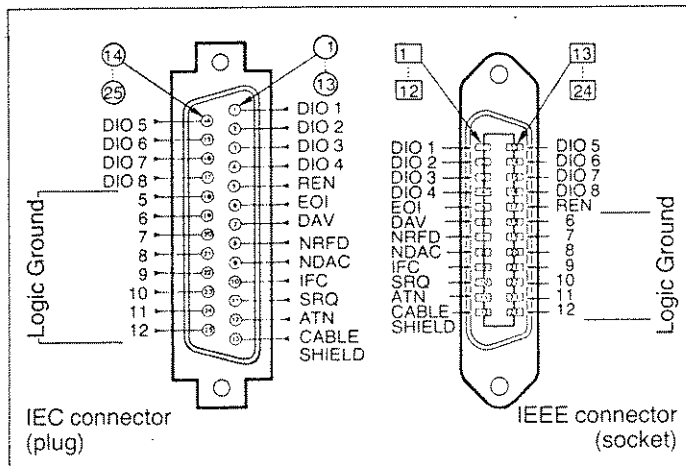 14
25
1
13
DIO 5
DIO 6
DIO 7
DIO 8
5
6
7
8
9
10
11
12
Logic Ground
DIO 1
DIO 2
DIO 3
DIO 4
REN
EOI
DAV
NRFD
NDAC
IFC
SRQ
ATN
CABLE
SHIELD
IEC connector
(plug)
1
12
13
24
DIO 1
DIO 2
DIO 3
DIO 4
EOI
DAV
NRFD
NDAC
IFC
SRQ
ATN
CABLE
SHIELD
DIO 5
DIO 6
DIO 7
DIO 8
REN
6
7
8
9
10
11
12
Logic Ground
IEEE connector
(socket)